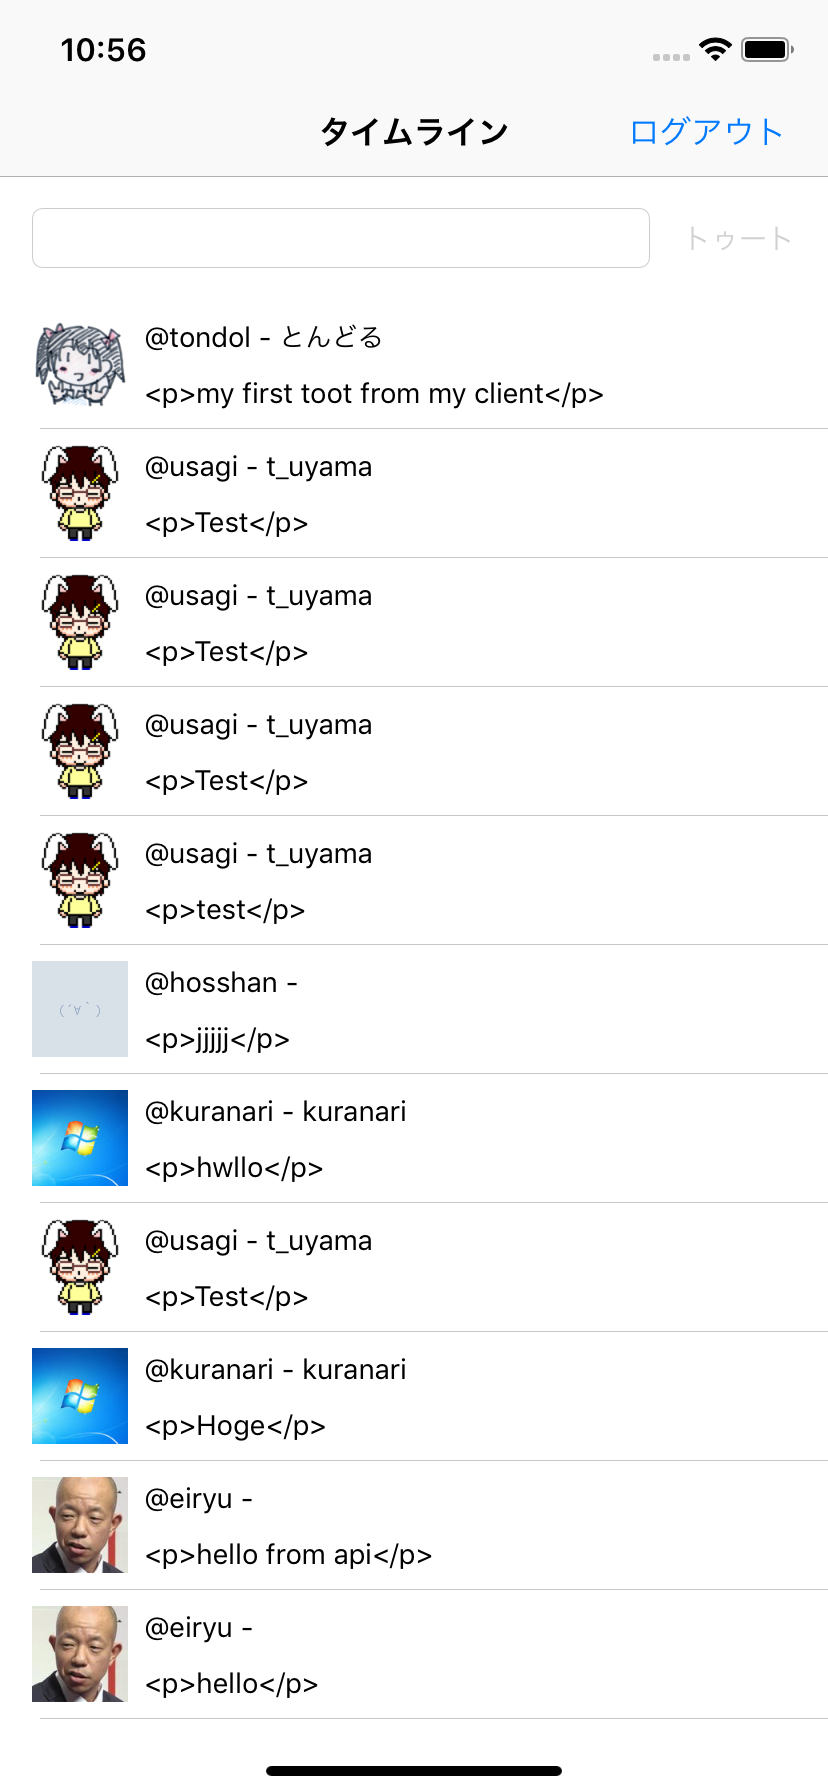 10:56
タイムライン
ログアウト
トゥート
@tondol - とんどる
<p>my first toot from my client</p>
@usagi - t_uyama
<p>Test</p>
@usagi - t_uyama
<p>Test</p>
@usagi - t_uyama
<p>Test</p>
@usagi - t_uyama
<p>test</p>
(´∀｀)
@hosshan -
<p>jjjjj</p>
@kuranari - kuranari
<p>hwllo</p>
@usagi - t_uyama
<p>Test</p>
@kuranari - kuranari
<p>Hoge</p>
@eiryu -
<p>hello from api</p>
@eiryu -
<p>hello</p>